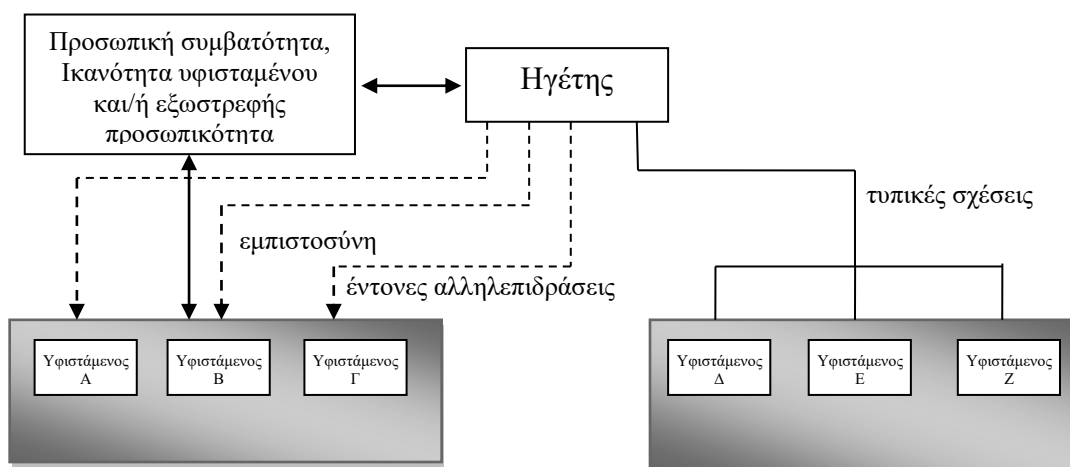 Προσωπική συμβατότητα,
Ικανότητα υφισταμένου
και/ή εξωστρεφής
προσωπικότητα
Ηγέτης
τυπικές σχέσεις
εμπιστοσύνη
έντονες αλληλεπιδράσεις
Υφιστάμενος
Α
Υφιστάμενος
Β
Υφιστάμενος
Γ
Υφιστάμενος
Δ
Υφιστάμενος
Ε
Υφιστάμενος
Ζ